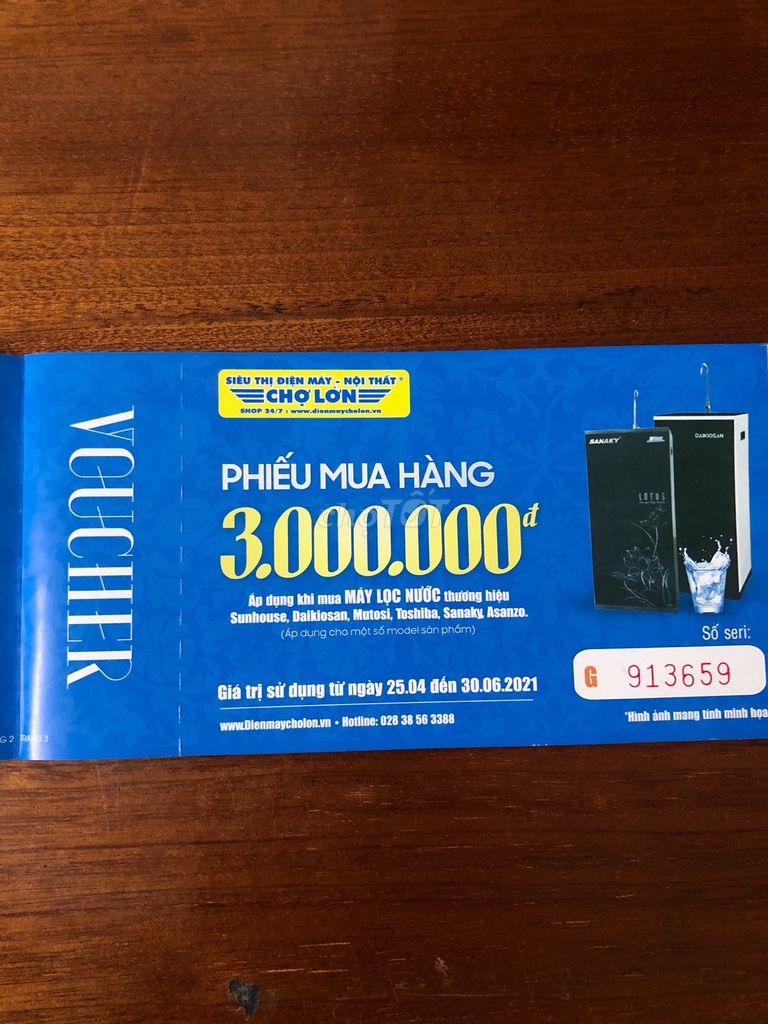 VOUCHER
SIÊU THỊ ĐIỆN MÁY - NỘI THẤT®
CHỢ LỚN
SHOP 24/7 : www.dienmaycholon.vn
PHIẾU MUA HÀNG
3.000.000đ
chợTỐT
Áp dụng khi mua MÁY LỌC NƯỚC thương hiệu
Sunhouse, Daikiosan, Mutosi, Toshiba, Sanaky, Asanzo.
(Áp dụng cho một số model sản phẩm)
Giá trị sử dụng từ ngày 25.04 đến 30.06.2021
www.Dienmaycholon.vn • Hotline: 028 38 56 3388
SANAKY
LOTUS
DAIKIOSAN
Số seri:
G 913659
*Hình ảnh mang tính minh họa
G 2